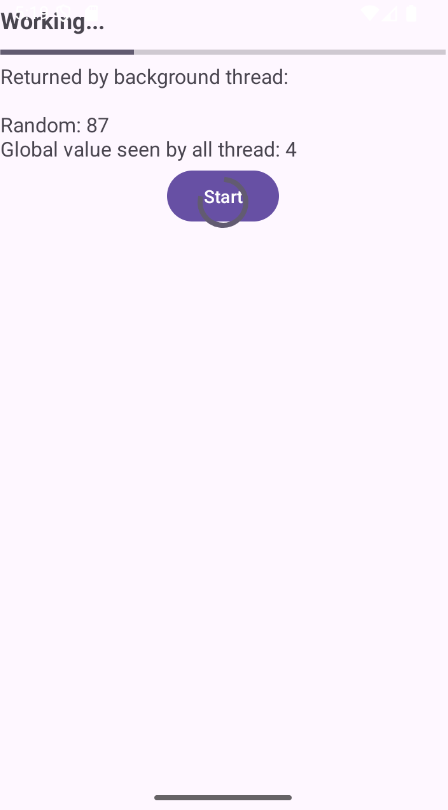 Working...
Returned by background thread:
Random: 87
Global value seen by all thread: 4
Start